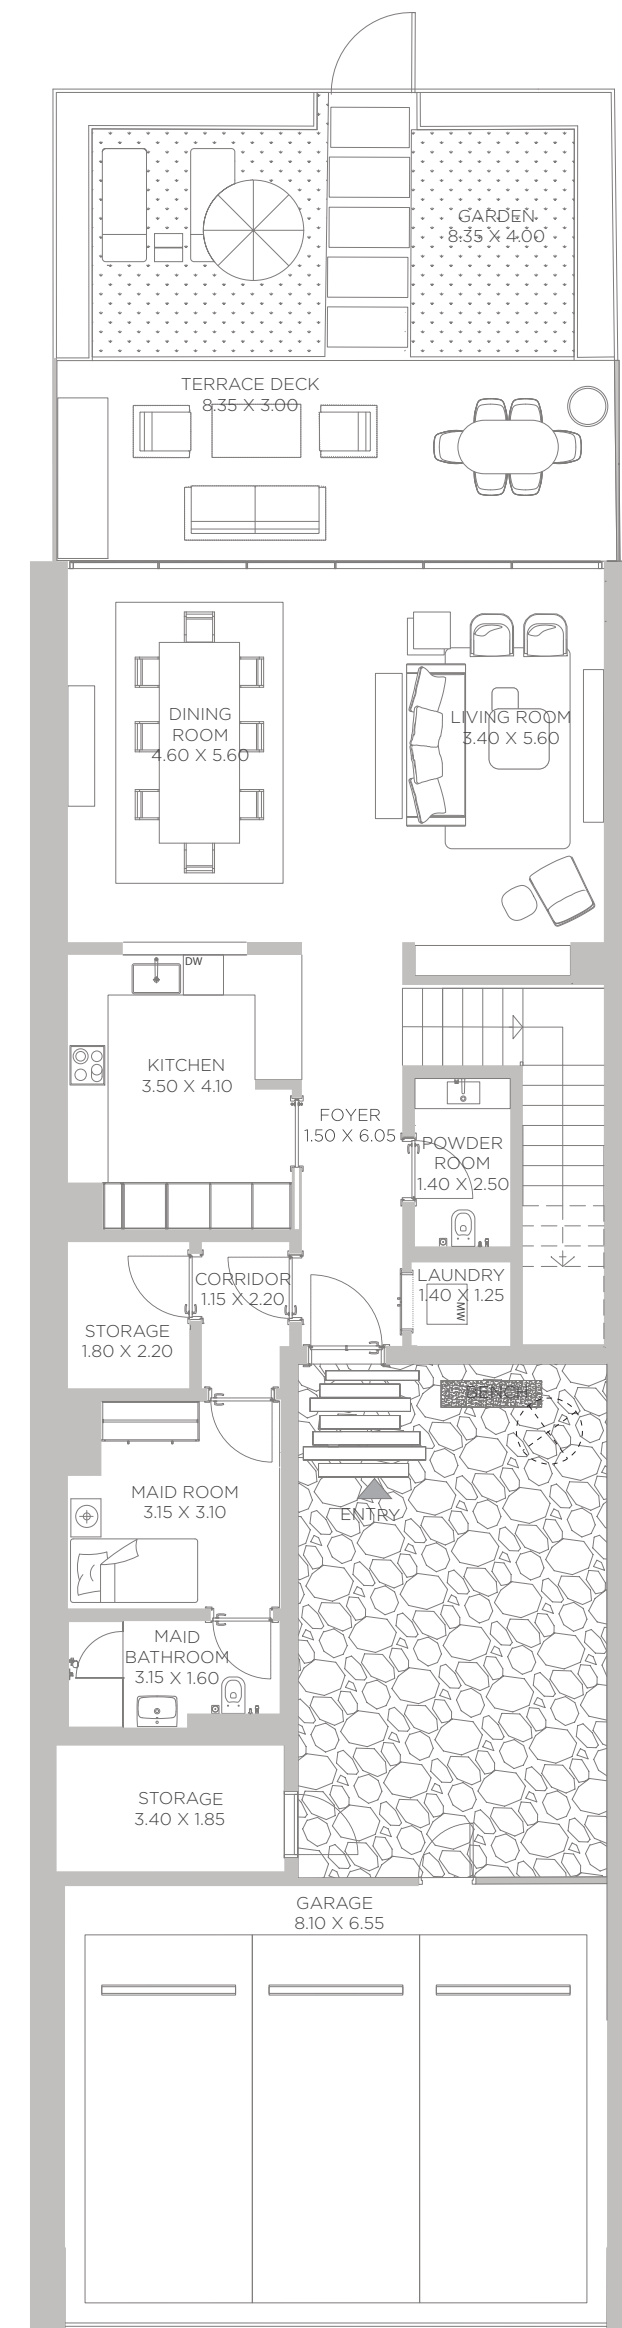 GARDEN
8.35 X 4.00
TERRACE DECK
8.35 X 3.00
DINING
ROOM
4.60 X 5.60
LIVING ROOM
3.40 X 5.60
DW
KITCHEN
3.50 X 4.10
FOYER
1.50 X 6.05
POWDER
ROOM
1.40 X 2.50
CORRIDOR
1.15 X 2.20
LAUNDRY
1.40 X 1.25
MW
STORAGE
1.80 X 2.20
BENCH
MAID ROOM
3.15 X 3.10
ENTRY
MAID
BATHROOM
3.15 X 1.60
STORAGE
3.40 X 1.85
GARAGE
8.10 X 6.55